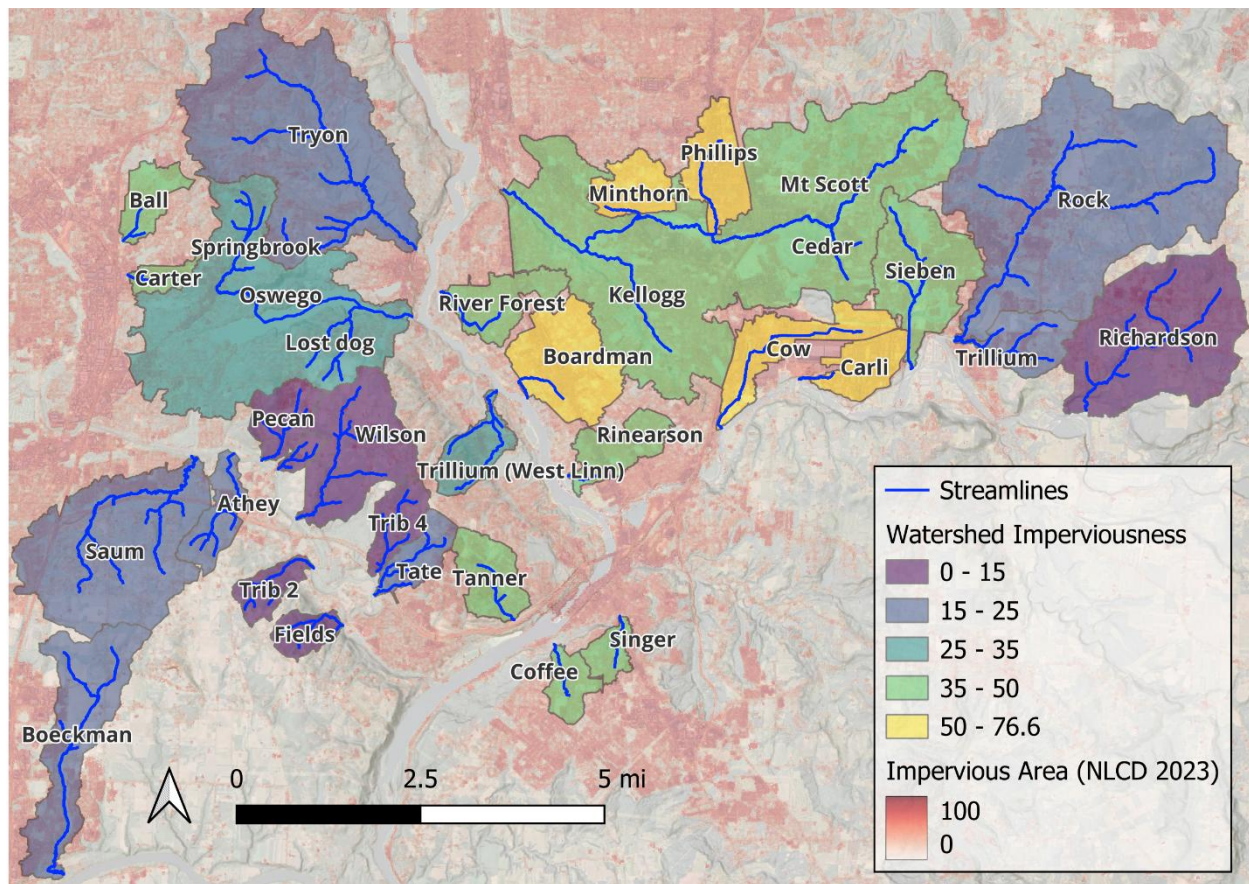 Tryon
Phillips
Ball
Minthorn
Mt Scott
Rock
Springbrook
Cedar
Sieben
Carter
Oswego
River Forest
Kellogg
Lost dog
Boardman
Cow
Carli
Trillium
Richardson
Pecan
Wilson
Rinearson
Trillium (West Linn)
Athey
Saum
Trib 4
Tate
Tanner
Trib 2
Fields
Singer
Coffee
Boeckman
0 2.5 5 mi
Streamlines
Watershed Imperviousness
0 - 15
15 - 25
25 - 35
35 - 50
50 - 76.6
Impervious Area (NLCD 2023)
100
0